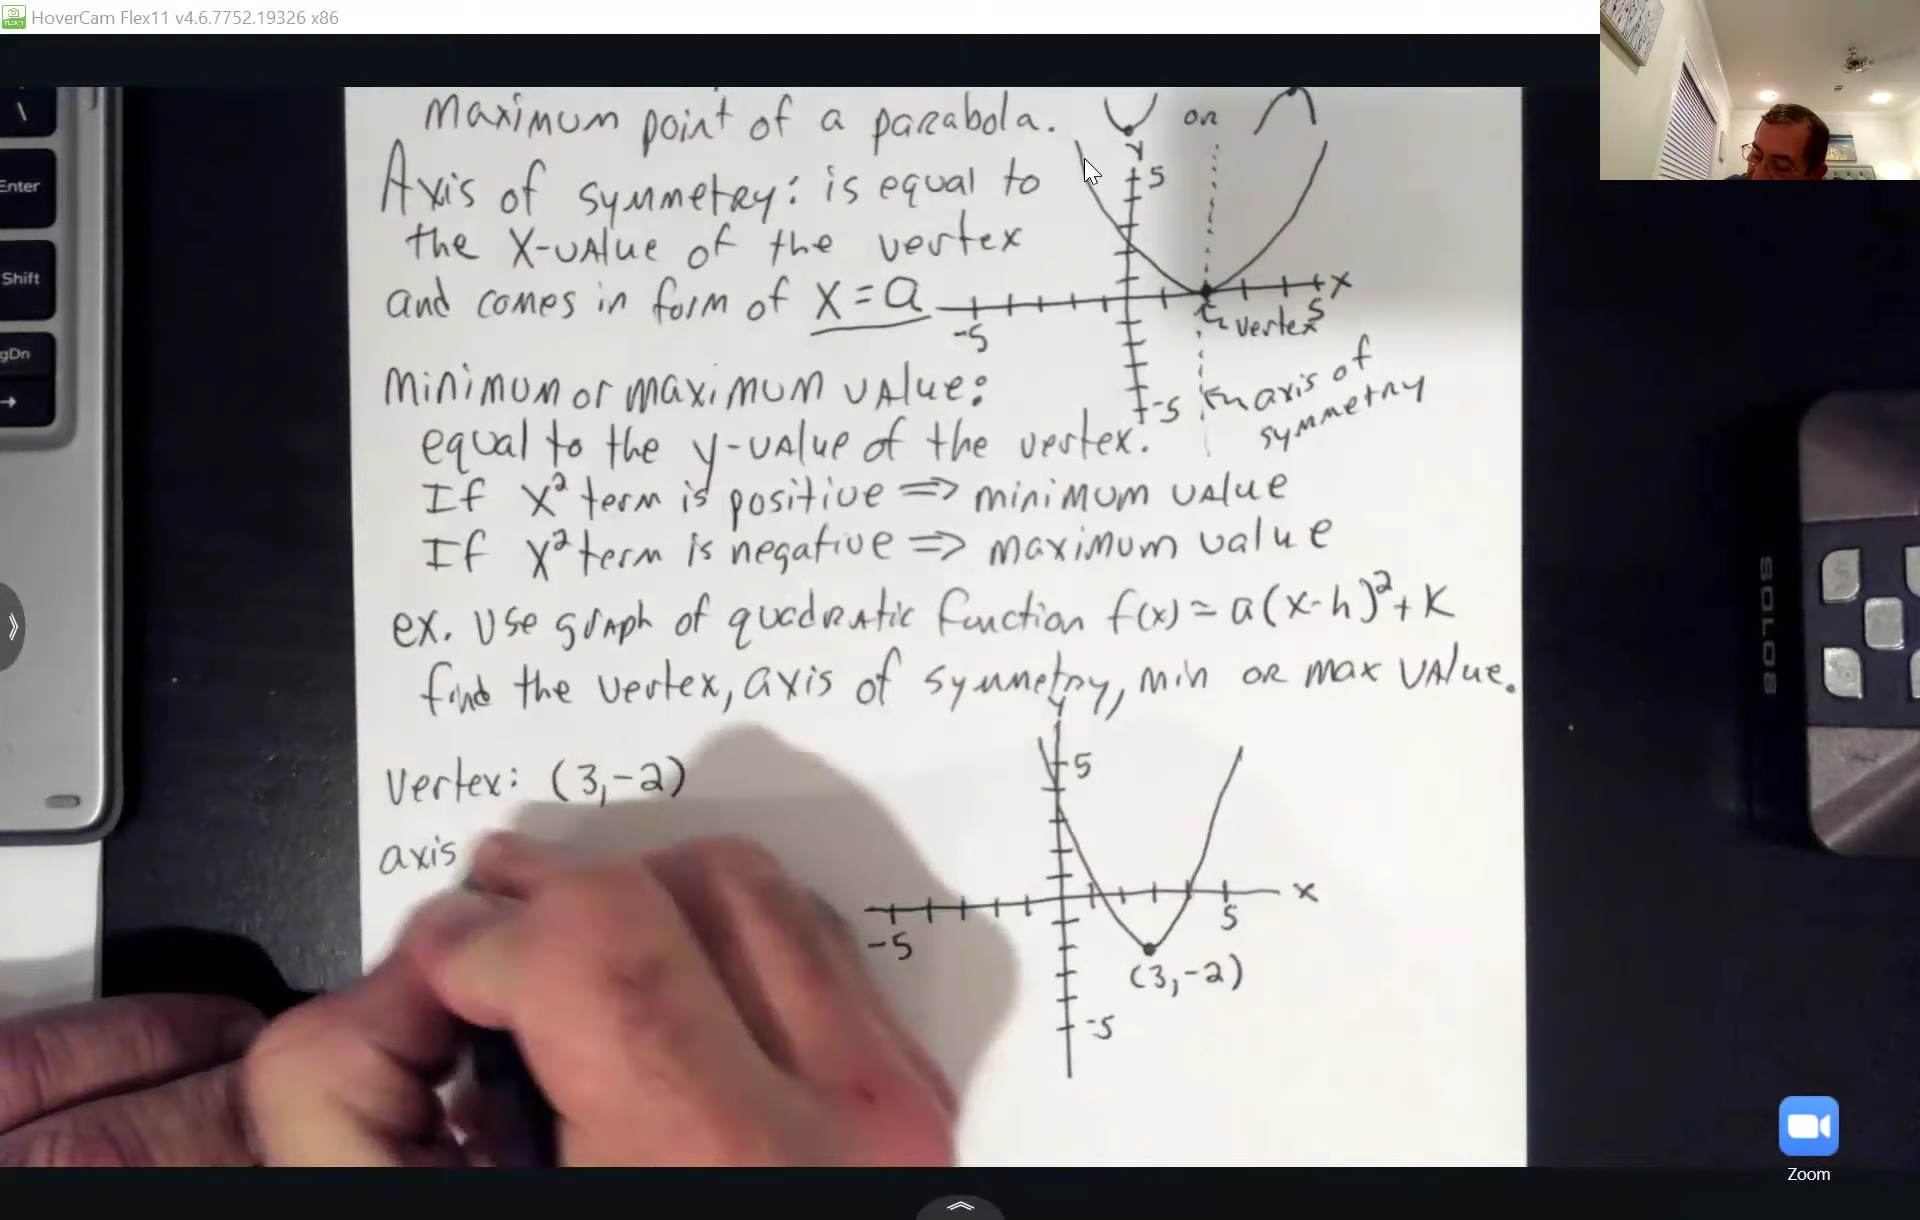 HoverCam Flex11 v4.6.7752.19326 x86
\
Enter
Shift
gDn
→
maximum point of a parabola. or
Axis of symmetry: is equal to
the x-value of the vertex
and comes in form of x = a
y
5
x
-5
5
vertex
-5
axis of
symmetry
minimum or maximum value:
equal to the y-value of the vertex.
If x² term is positive ⇒ minimum value
If x² term is negative ⇒ maximum value
ex. Use graph of quadratic function f(x) = a(x-h)²+k
find the vertex, axis of symmetry, min or max value.
vertex: (3,-2)
axis
y
5
x
-5
5
(3,-2)
-5
SOLO8
Zoom